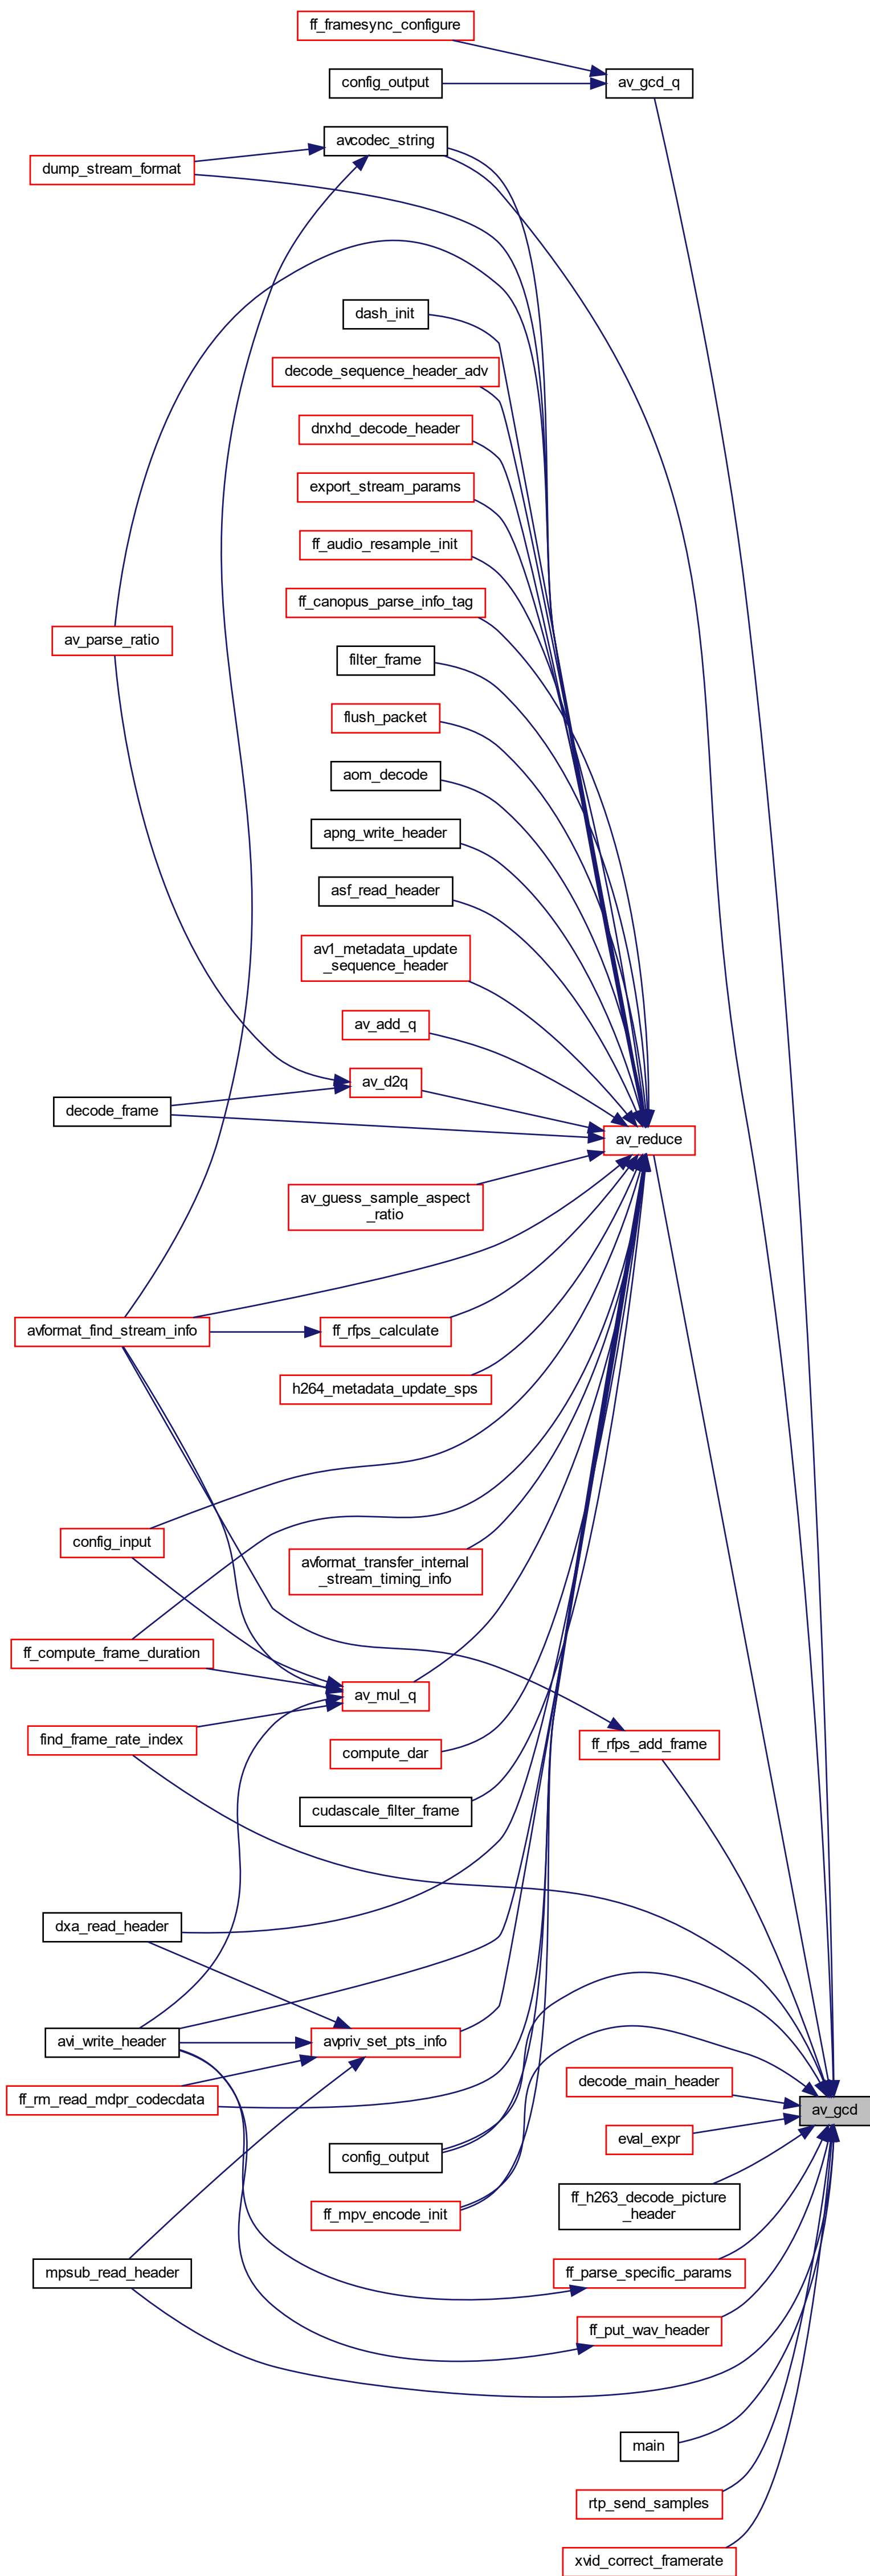 ff_framesync_configure
config_output
av_gcd_q
avcodec_string
dump_stream_format
dash_init
decode_sequence_header_adv
dnxhd_decode_header
export_stream_params
ff_audio_resample_init
ff_canopus_parse_info_tag
av_parse_ratio
filter_frame
flush_packet
aom_decode
apng_write_header
asf_read_header
av1_metadata_update
_sequence_header
av_add_q
av_d2q
decode_frame
av_reduce
av_guess_sample_aspect
_ratio
avformat_find_stream_info
ff_rfps_calculate
h264_metadata_update_sps
config_input
avformat_transfer_internal
_stream_timing_info
ff_compute_frame_duration
av_mul_q
find_frame_rate_index
compute_dar
ff_rfps_add_frame
cudascale_filter_frame
dxa_read_header
avi_write_header
avpriv_set_pts_info
ff_rm_read_mdpr_codecdata
decode_main_header
av_gcd
eval_expr
config_output
ff_h263_decode_picture
_header
ff_mpv_encode_init
mpsub_read_header
ff_parse_specific_params
ff_put_wav_header
main
rtp_send_samples
xvid_correct_framerate